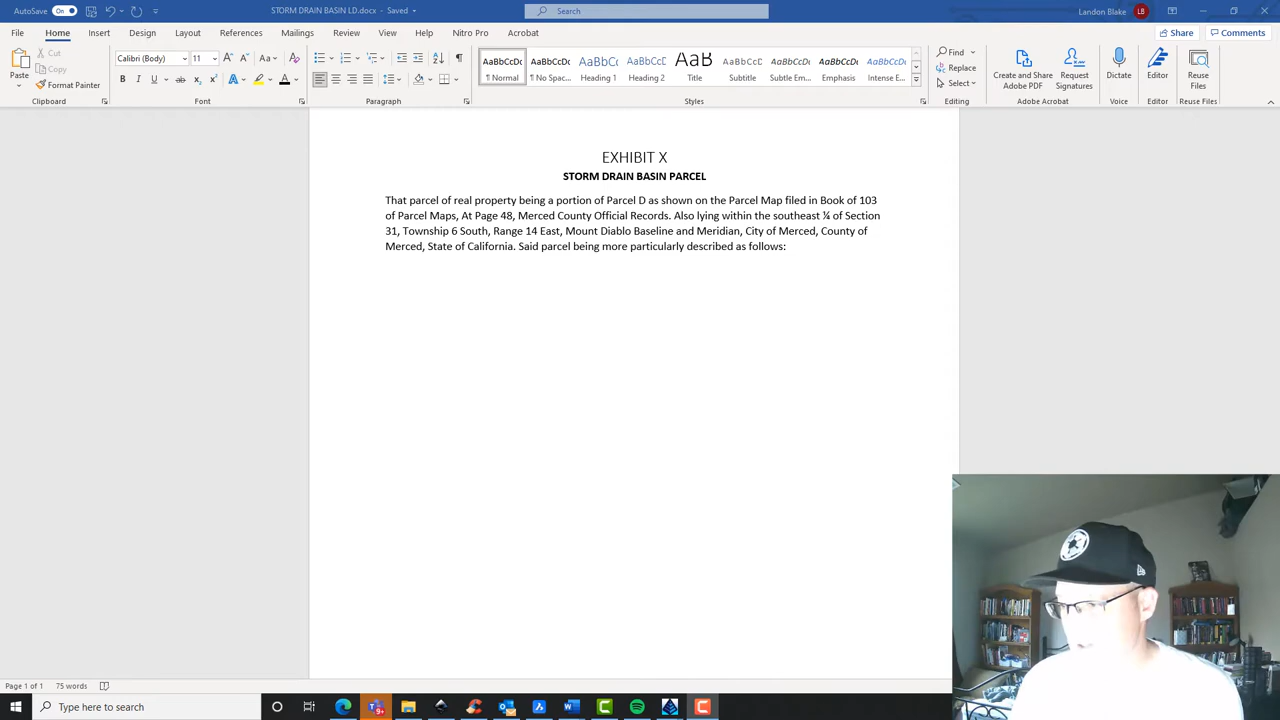 AutoSave On STORM DRAIN BASIN LD.docx - Saved Search Landon Blake LB
File Home Insert Design Layout References Mailings Review View Help Nitro Pro Acrobat Share Comments
Paste Cut Copy Format Painter
Calibri (Body) 11
AaBbCcDc AaBbCcDc AaBbCc AaBbCcC AaB AaBbCcC AaBbCcDc AaBbCcDc AaBbCcDc
¶ Normal ¶ No Spac... Heading 1 Heading 2 Title Subtitle Subtle Em... Emphasis Intense E...
Find Replace Select
Create and Share Adobe PDF Request Signatures Dictate Editor Reuse Files
Clipboard Font Paragraph Styles Editing Adobe Acrobat Voice Editor Reuse Files
EXHIBIT X
STORM DRAIN BASIN PARCEL
That parcel of real property being a portion of Parcel D as shown on the Parcel Map filed in Book of 103
of Parcel Maps, At Page 48, Merced County Official Records. Also lying within the southeast ¼ of Section
31, Township 6 South, Range 14 East, Mount Diablo Baseline and Meridian, City of Merced, County of
Merced, State of California. Said parcel being more particularly described as follows:
Page 1 of 1 75 words
Type here to search